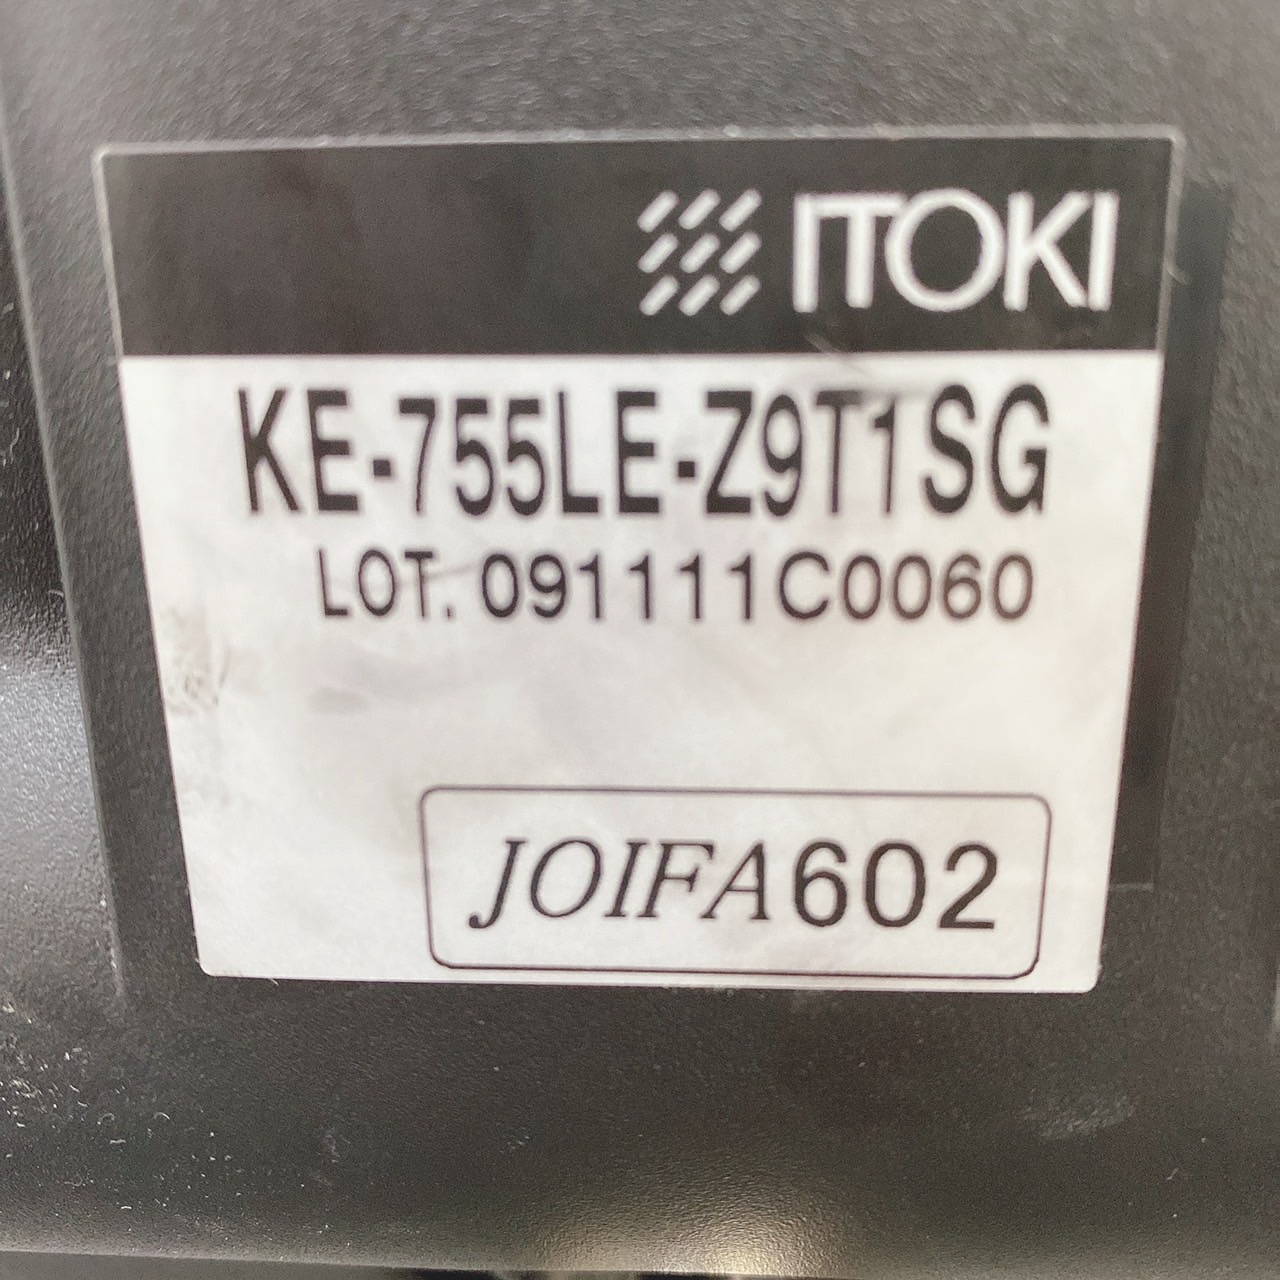 ITOKI
KE-755LE-Z9T1SG
LOT. 091111C0060
JOIFA602